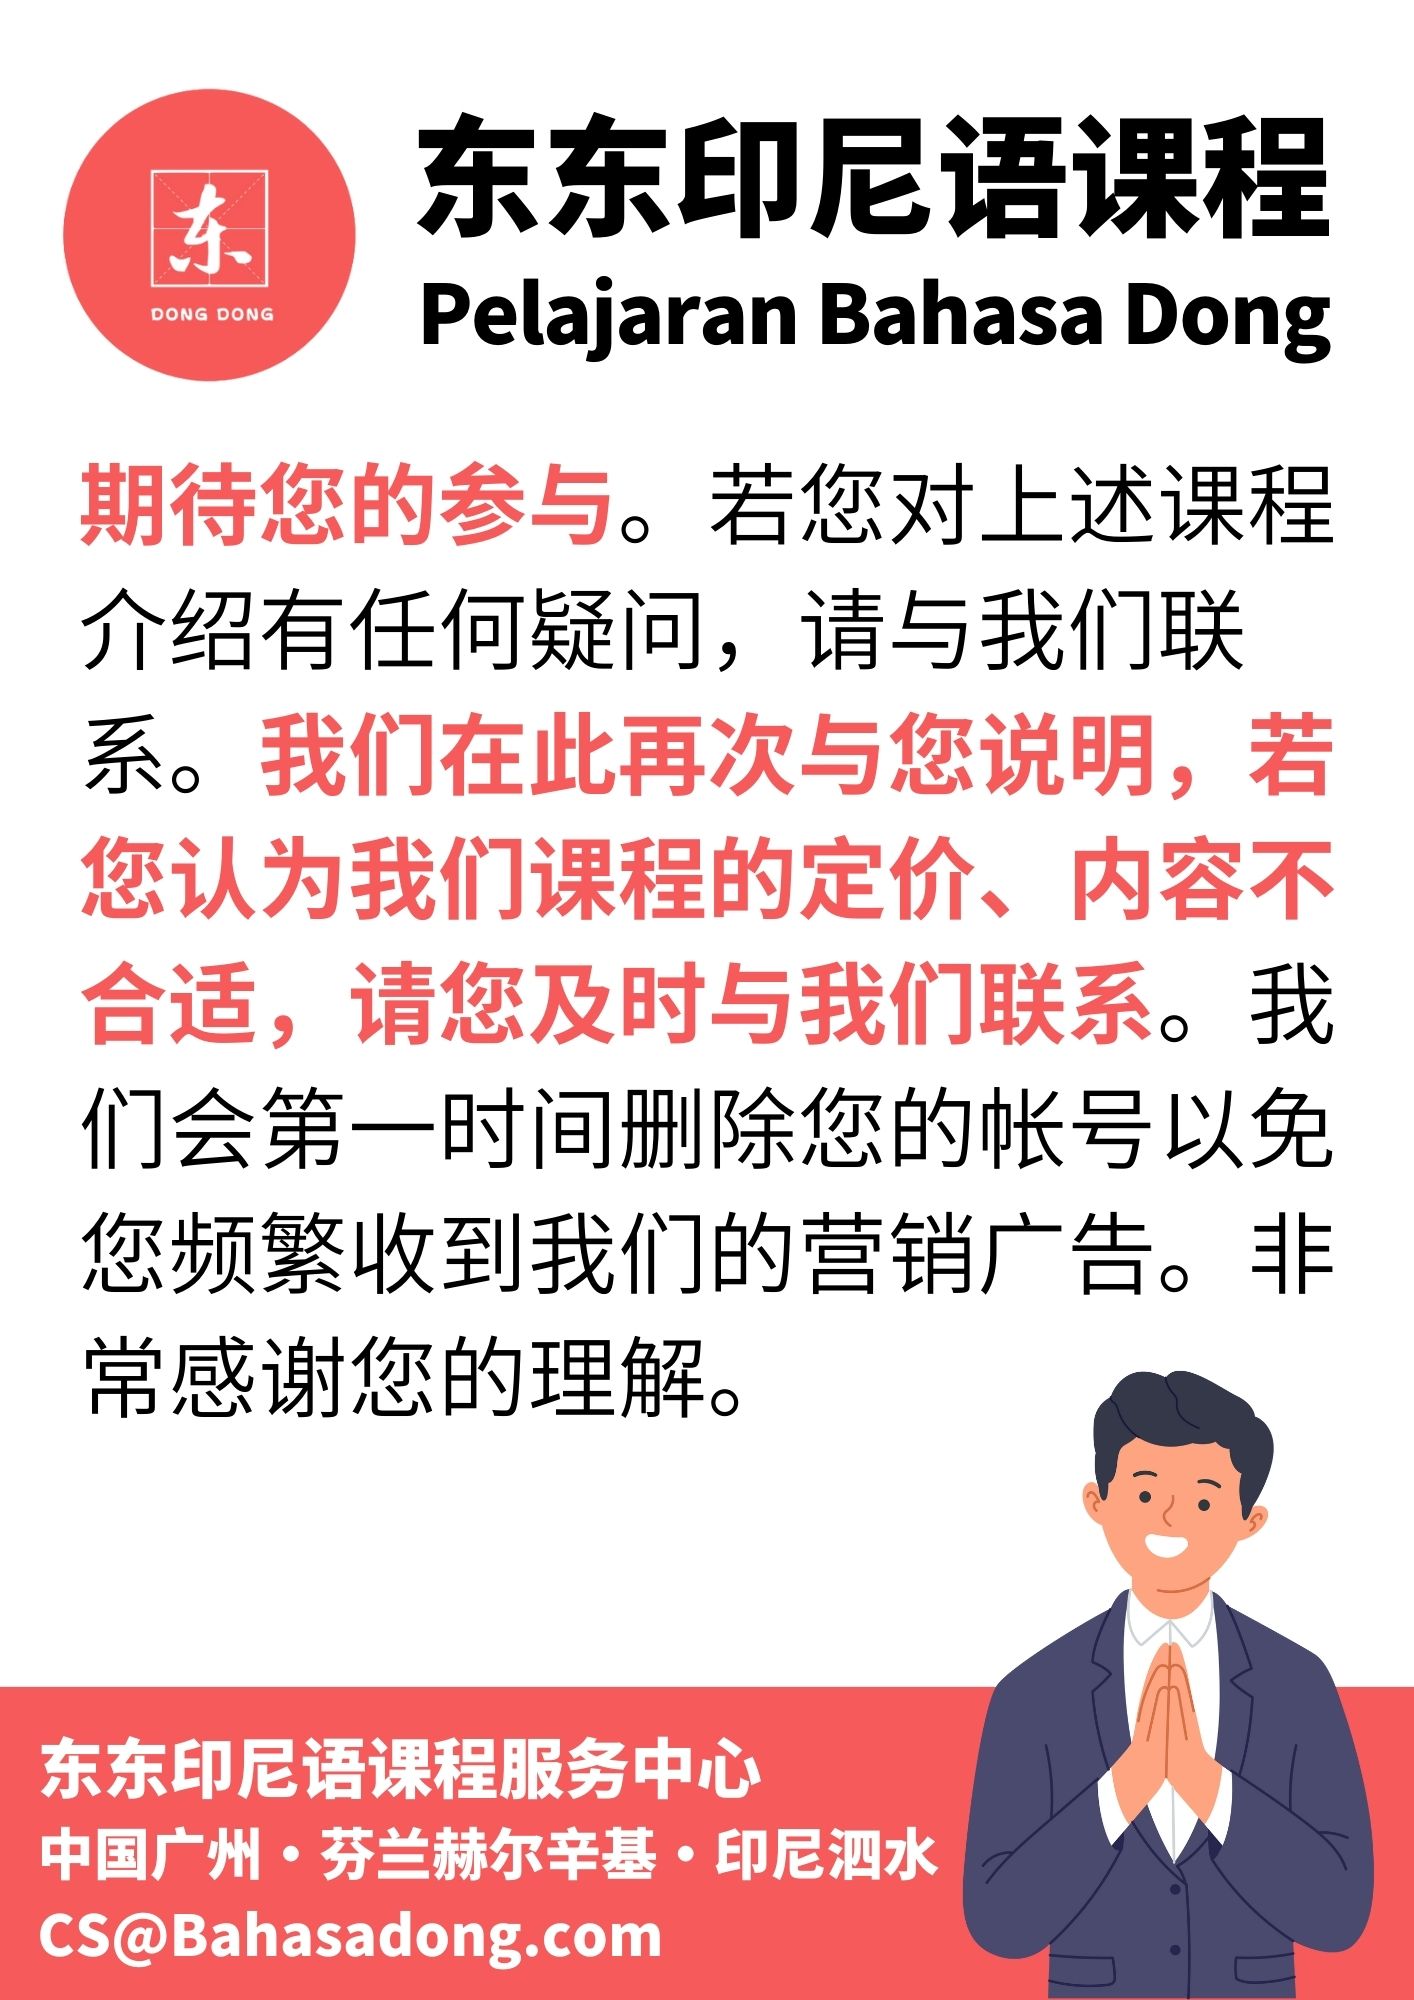 东
DONG DONG
东东印尼语课程
Pelajaran Bahasa Dong
期待您的参与。若您对上述课程
介绍有任何疑问，请与我们联
系。我们在此再次与您说明，若
您认为我们课程的定价、内容不
合适，请您及时与我们联系。我
们会第一时间删除您的帐号以免
您频繁收到我们的营销广告。非
常感谢您的理解。
东东印尼语课程服务中心
中国广州·芬兰赫尔辛基·印尼泗水
CS@Bahasadong.com